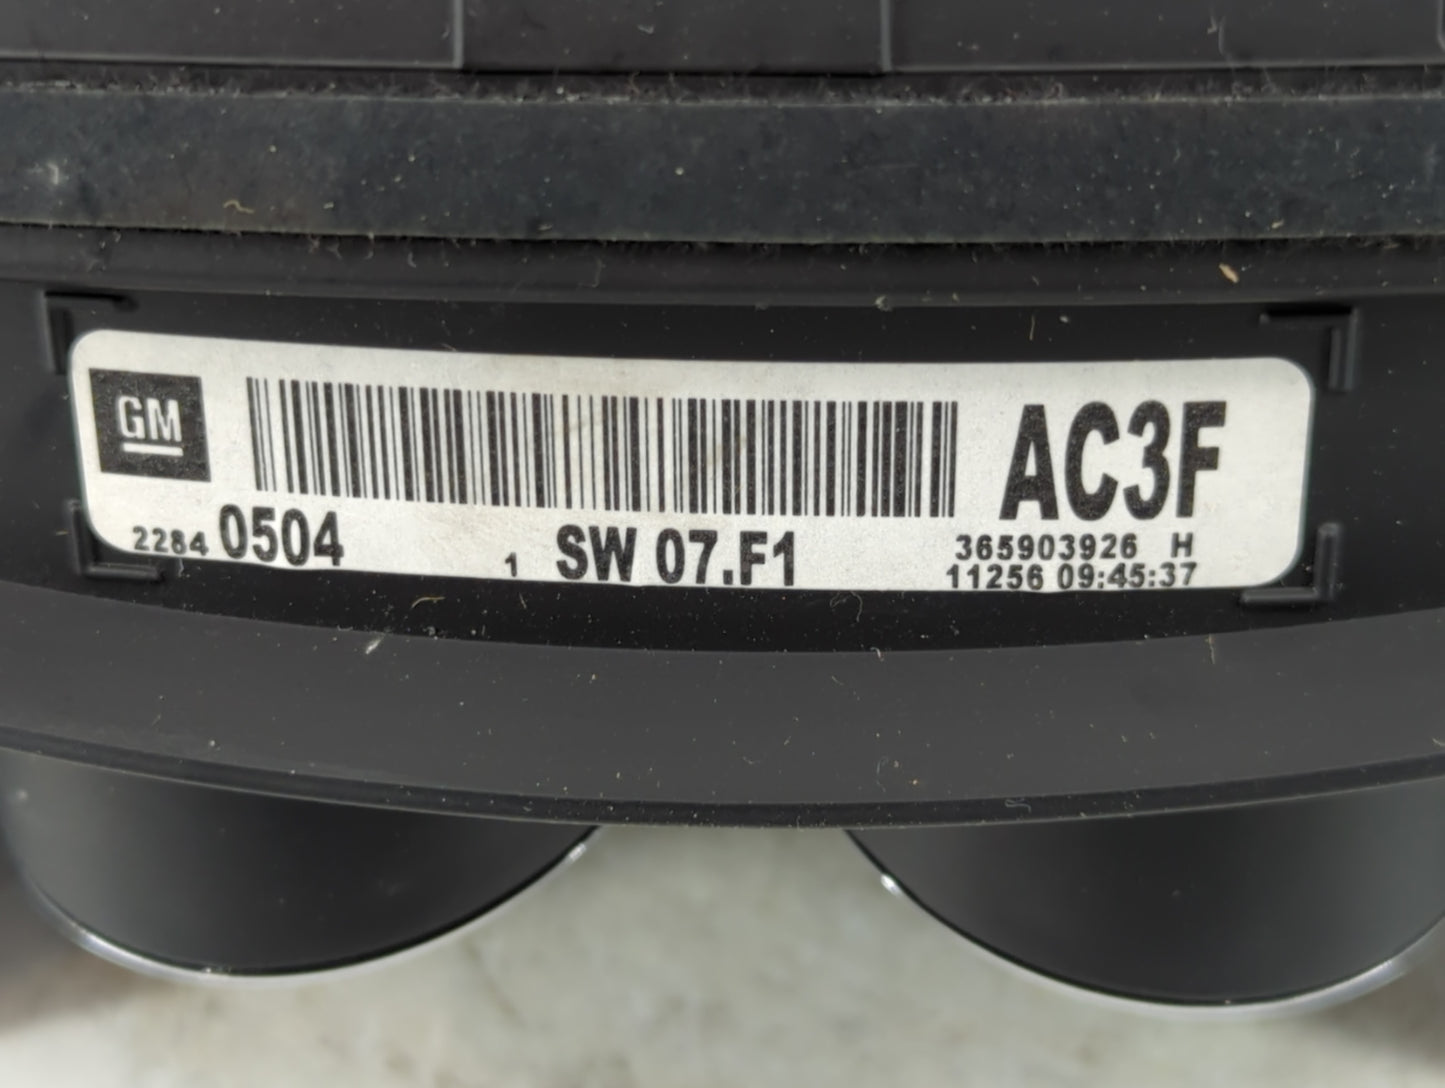 GM
AC3F
2284 0504 1 SW 07.F1
365903926 H
11256 09:45:37